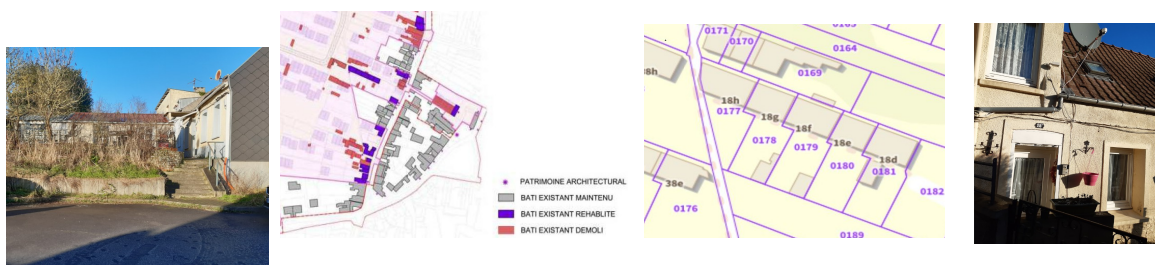 PATRIMOINE ARCHITECTURAL
BATI EXISTANT MAINTENU
BATI EXISTANT REHABLITE
BATI EXISTANT DEMOLI
0171
0170
0164
0169
18h
0177
18g
0178
18f
0179
18e
0180
18d
0181
0182
38e
0176
0189